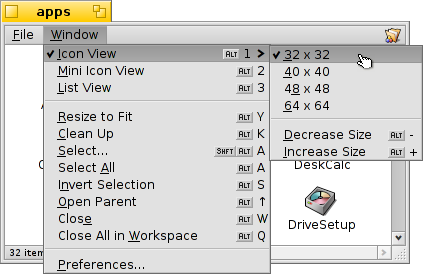 apps
File Window
Icon View ALT 1
Mini Icon View ALT 2
List View ALT 3
Resize to Fit ALT Y
Clean Up ALT K
Select... SHFT ALT A
Select All ALT A
Invert Selection ALT S
Open Parent ALT ↑
Close ALT W
Close All in Workspace ALT Q
Preferences...
32 x 32
40 x 40
48 x 48
64 x 64
Decrease Size ALT -
Increase Size ALT +
DeskCalc
DriveSetup
32 item